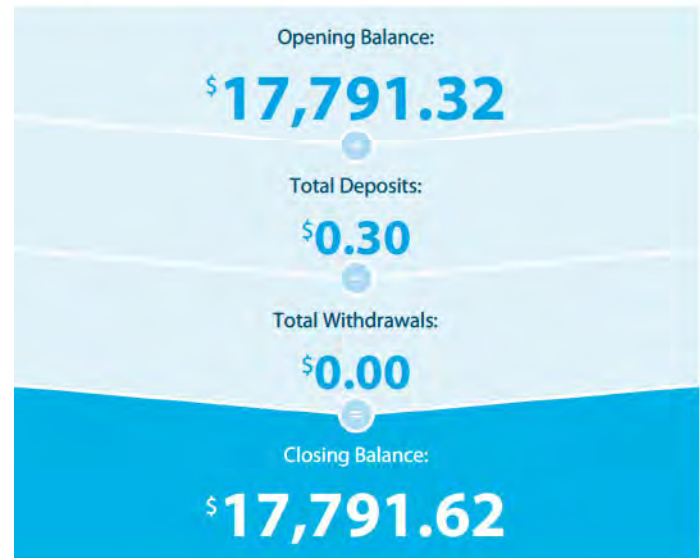 Opening Balance:
$17,791.32
+
Total Deposits:
$0.30
−
Total Withdrawals:
$0.00
=
Closing Balance:
$17,791.62